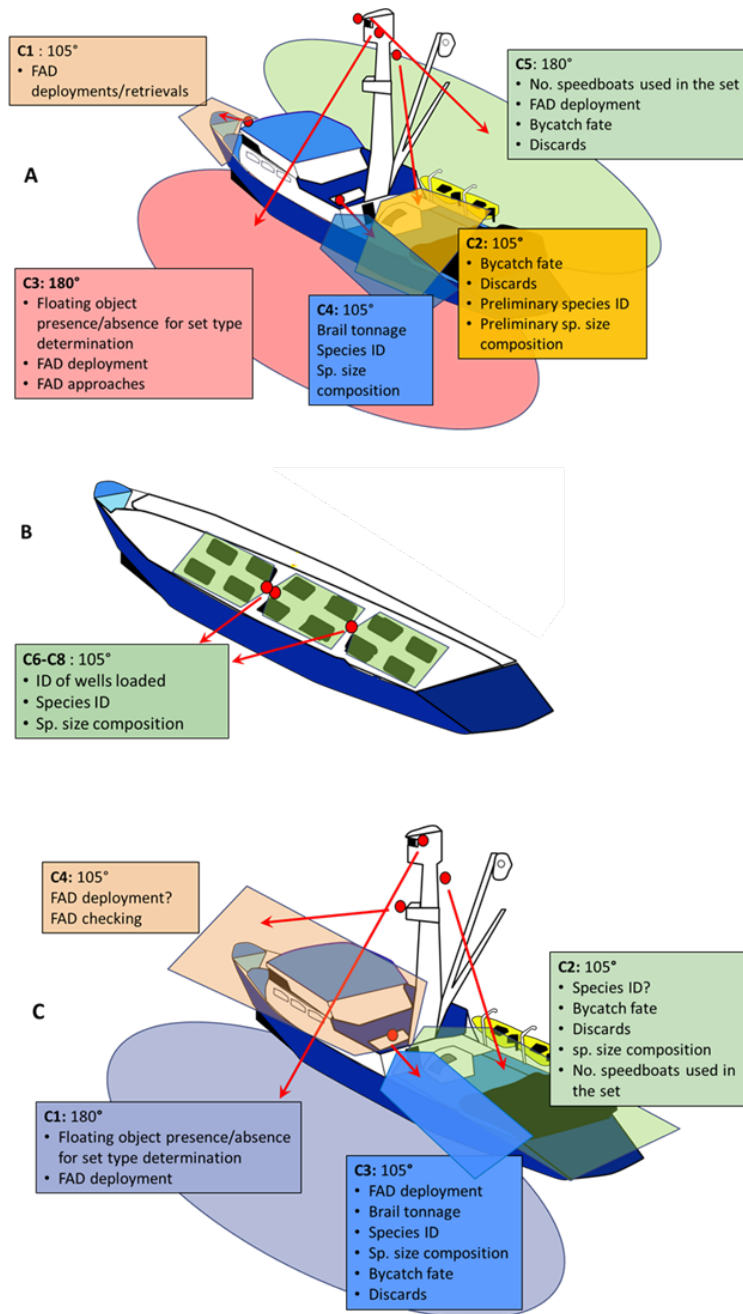 C1 : 105°
• FAD
deployments/retrievals
C5: 180°
• No. speedboats used in the set
• FAD deployment
• Bycatch fate
• Discards
A
C3: 180°
• Floating object
presence/absence for set type
determination
• FAD deployment
• FAD approaches
C4: 105°
Brail tonnage
Species ID
Sp. size
composition
C2: 105°
• Bycatch fate
• Discards
• Preliminary species ID
• Preliminary sp. size
composition
B
C6-C8 : 105°
• ID of wells loaded
• Species ID
• Sp. size composition
C4: 105°
FAD deployment?
FAD checking
C
C2: 105°
• Species ID?
• Bycatch fate
• Discards
• sp. size composition
• No. speedboats used in
the set
C1: 180°
• Floating object presence/absence
for set type determination
• FAD deployment
C3: 105°
• FAD deployment
• Brail tonnage
• Species ID
• Sp. size composition
• Bycatch fate
• Discards